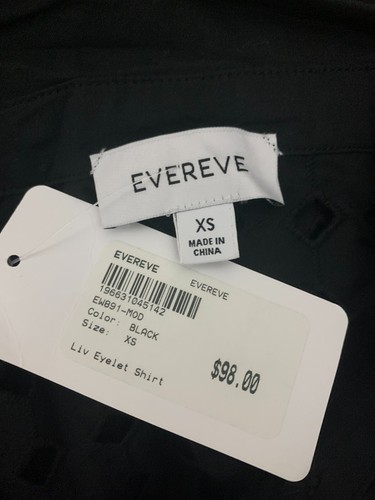 EVEREVE
XS
MADE IN
CHINA
EVEREVE EVEREVE
196631045142
EW891-MOD
Color: BLACK
Size: XS
Liv Eyelet Shirt
$98.00